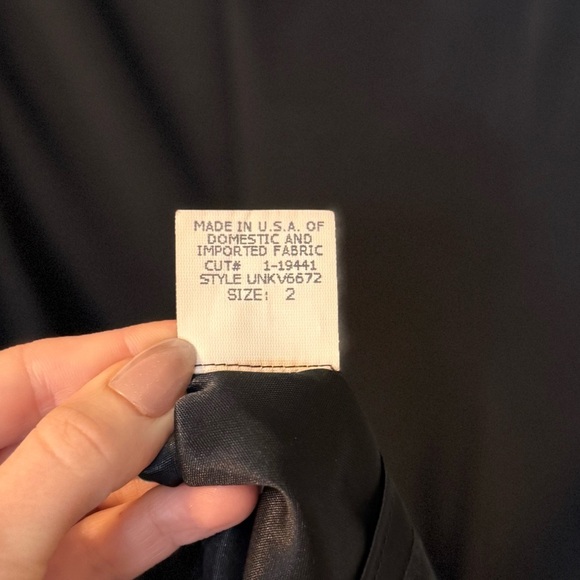 MADE IN U.S.A. OF
DOMESTIC AND
IMPORTED FABRIC
CUT# 1-19441
STYLE UNKV6672
SIZE: 2